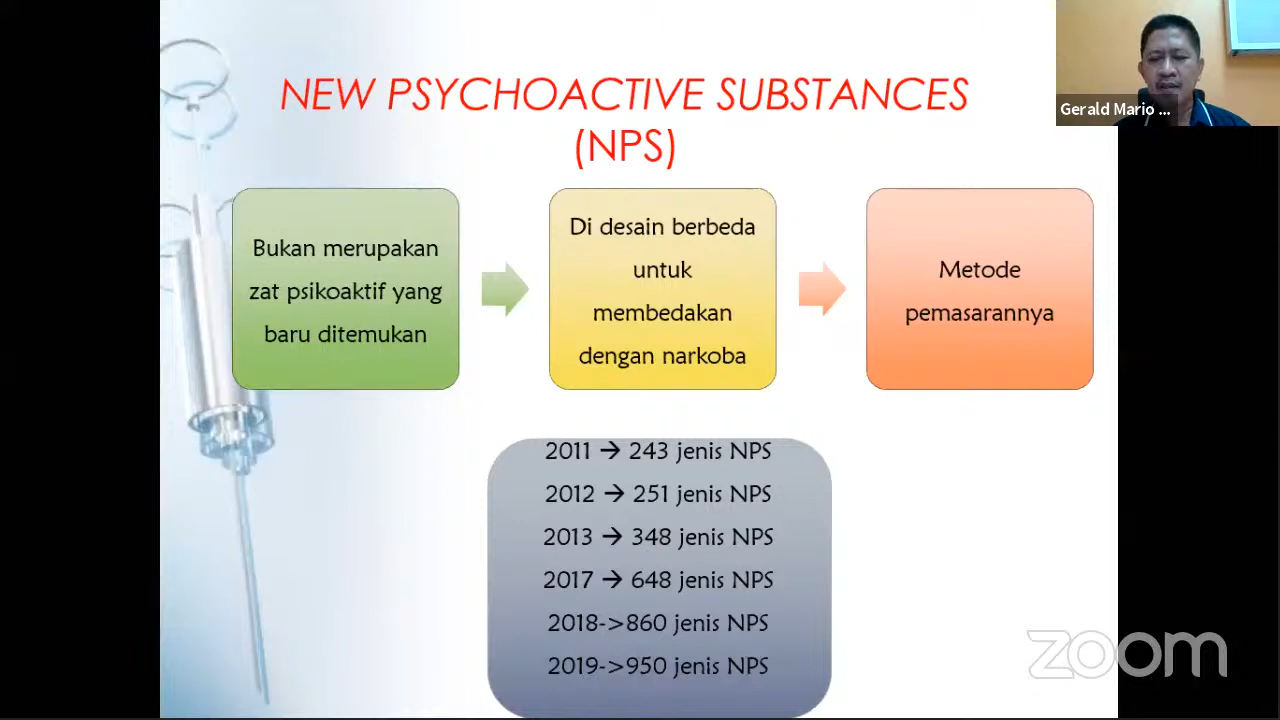 NEW PSYCHOACTIVE SUBSTANCES
(NPS)
Gerald Mario ...
Bukan merupakan
zat psikoaktif yang
baru ditemukan
Di desain berbeda
untuk
membedakan
dengan narkoba
Metode
pemasarannya
2011 → 243 jenis NPS
2012 → 251 jenis NPS
2013 → 348 jenis NPS
2017 → 648 jenis NPS
2018->860 jenis NPS
2019->950 jenis NPS
zoom